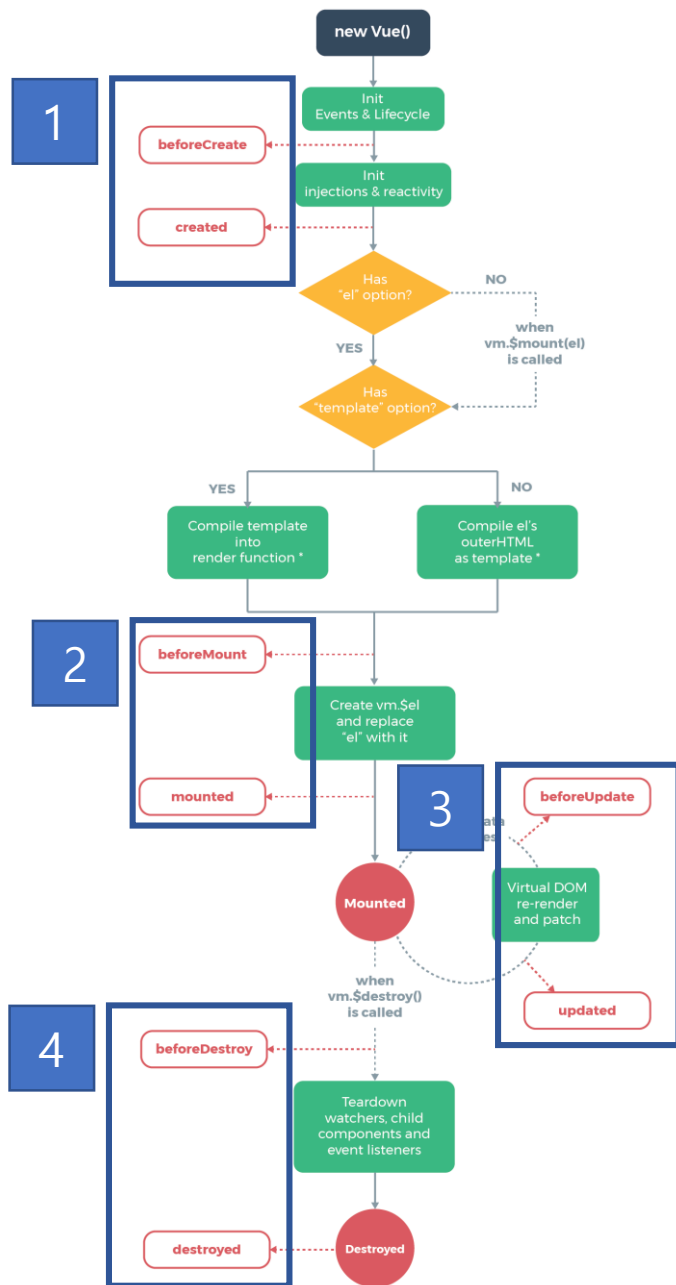 new Vue()
1
Init
Events & Lifecycle
beforeCreate
Init
injections & reactivity
created
Has
"el" option?
NO
when
vm.$mount(el)
is called
YES
Has
"template" option?
YES
NO
Compile template
into
render function *
Compile el's
outerHTML
as template *
2
beforeMount
Create vm.$el
and replace
"el" with it
mounted
3
beforeUpdate
Mounted
Virtual DOM
re-render
and patch
when
vm.$destroy()
is called
updated
4
beforeDestroy
Teardown
watchers, child
components and
event listeners
destroyed
Destroyed